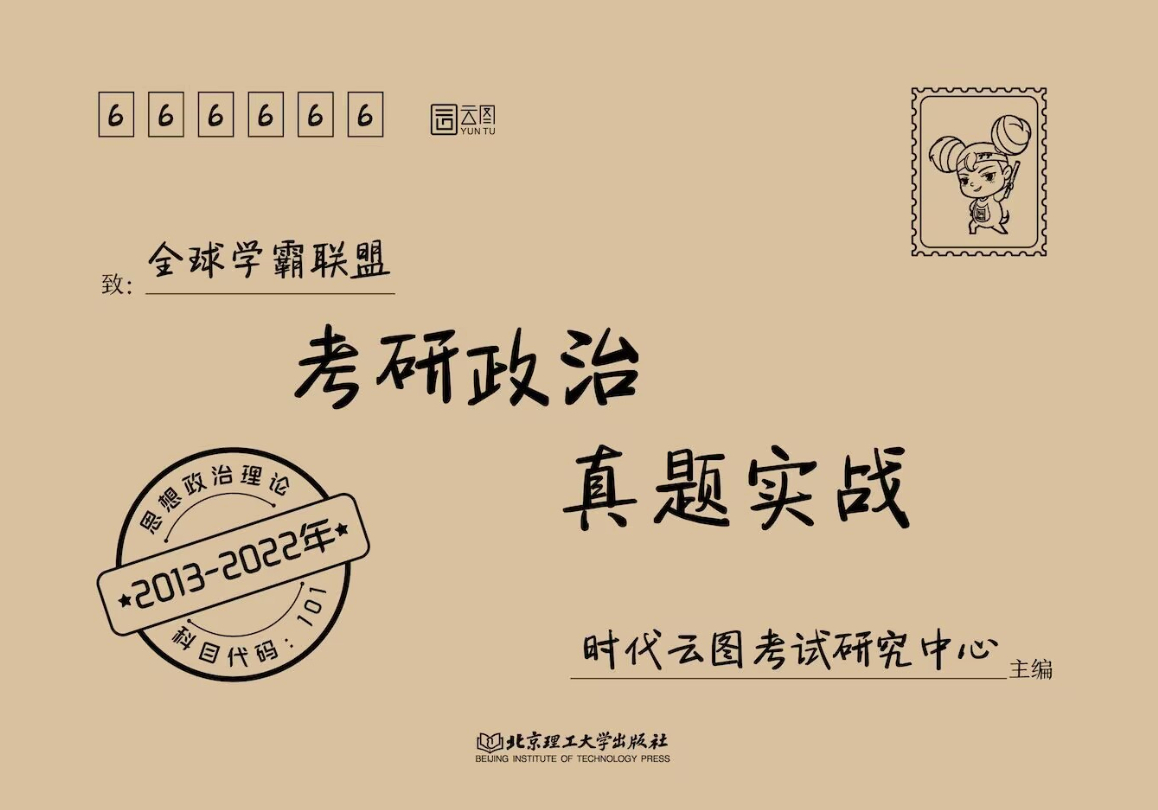 6 6 6 6 6 6
云图
YUN TU
致：全球学霸联盟
考研政治
真题实战
思想政治理论
2013-2022年
科目代码：101
时代云图考试研究中心 主编
北京理工大学出版社
BEIJING INSTITUTE OF TECHNOLOGY PRESS